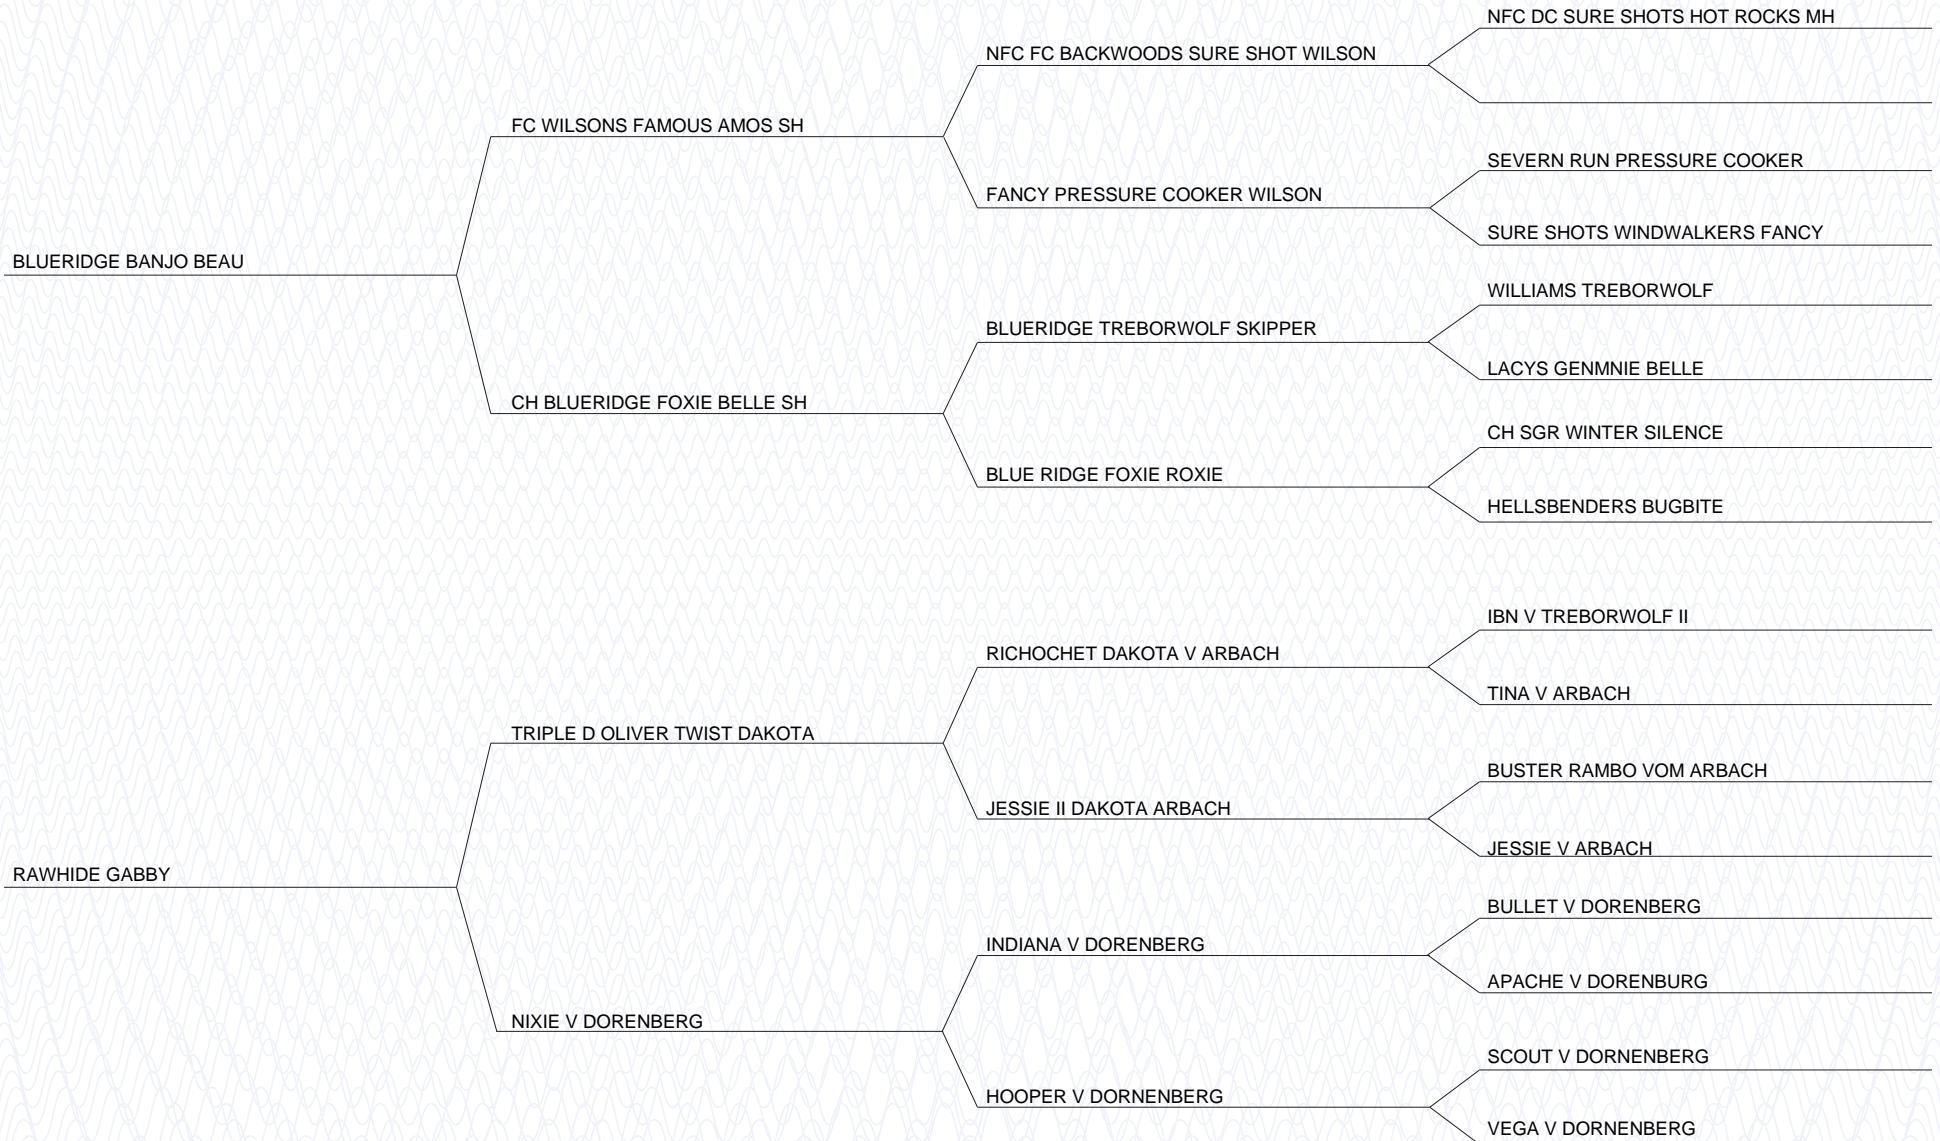 NFC DC SURE SHOTS HOT ROCKS MH
NFC FC BACKWOODS SURE SHOT WILSON
FC WILSONS FAMOUS AMOS SH
SEVERN RUN PRESSURE COOKER
FANCY PRESSURE COOKER WILSON
SURE SHOTS WINDWALKERS FANCY
BLUERIDGE BANJO BEAU
WILLIAMS TREBORWOLF
BLUERIDGE TREBORWOLF SKIPPER
LACYS GENMNIE BELLE
CH BLUERIDGE FOXIE BELLE SH
CH SGR WINTER SILENCE
BLUE RIDGE FOXIE ROXIE
HELLSBENDERS BUGBITE
IBN V TREBORWOLF II
RICHOCHET DAKOTA V ARBACH
TINA V ARBACH
TRIPLE D OLIVER TWIST DAKOTA
BUSTER RAMBO VOM ARBACH
JESSIE II DAKOTA ARBACH
JESSIE V ARBACH
RAWHIDE GABBY
BULLET V DORENBERG
INDIANA V DORENBERG
APACHE V DORENBURG
NIXIE V DORENBERG
SCOUT V DORNENBERG
HOOPER V DORNENBERG
VEGA V DORNENBERG